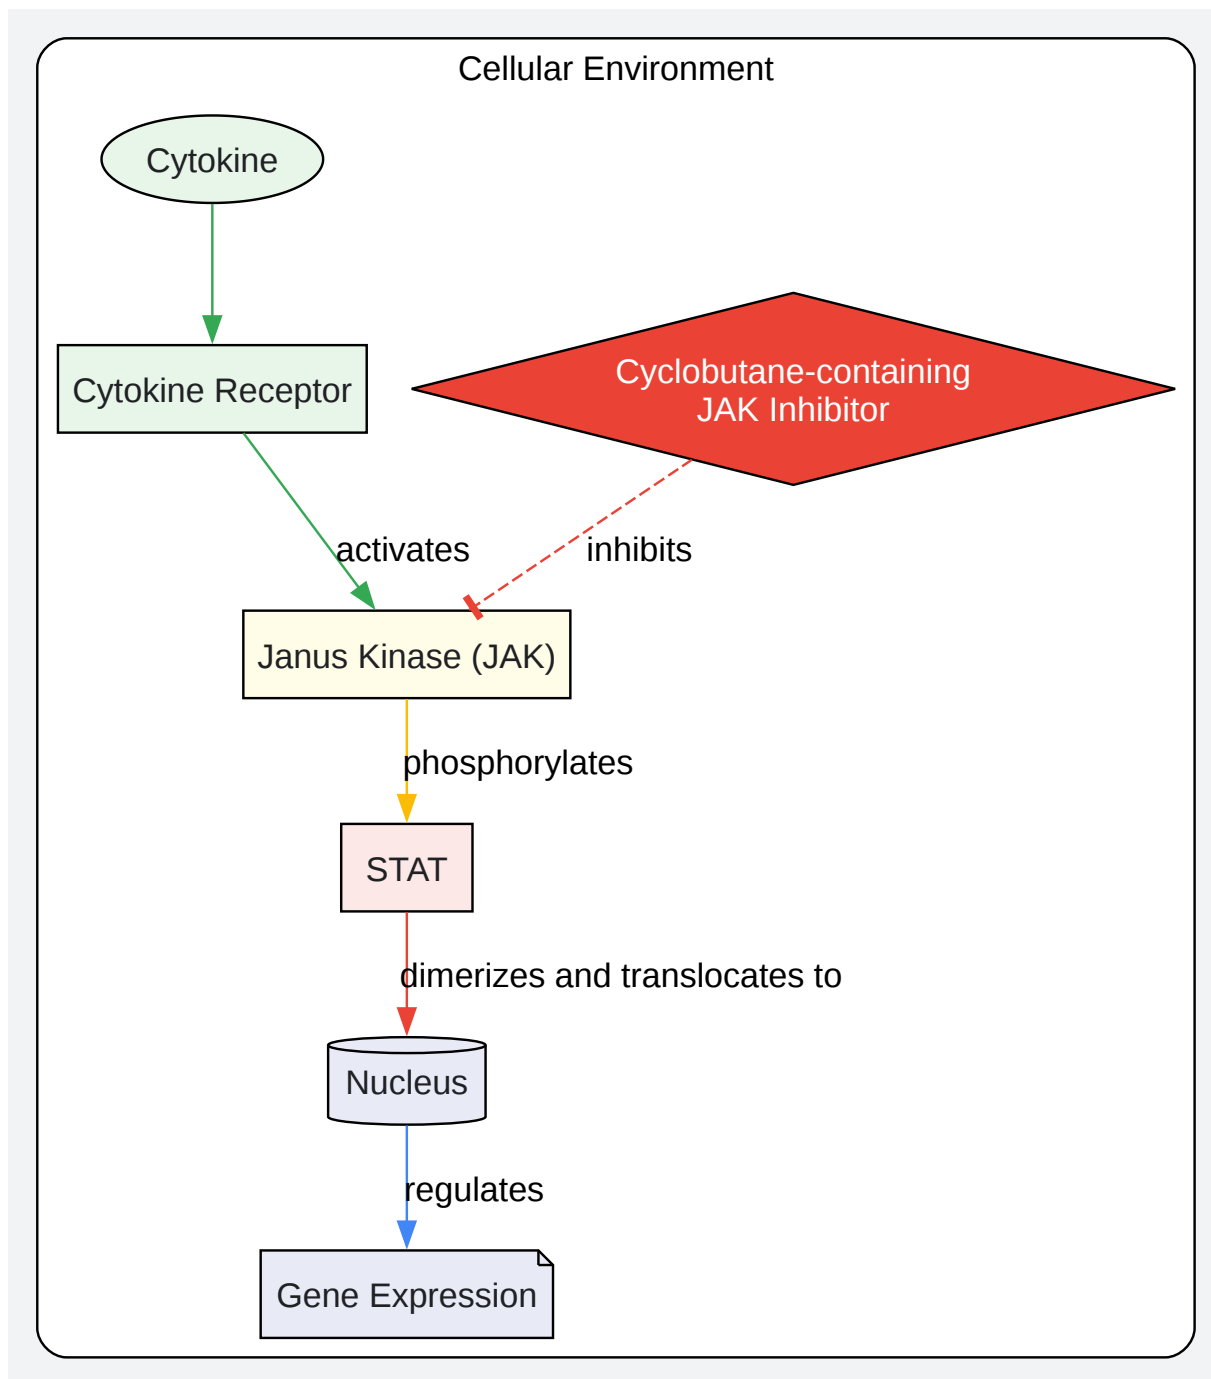 Cellular Environment
Cytokine
Cytokine Receptor
Cyclobutane-containing
JAK Inhibitor
activates
inhibits
Janus Kinase (JAK)
phosphorylates
STAT
dimerizes and translocates to
Nucleus
regulates
Gene Expression